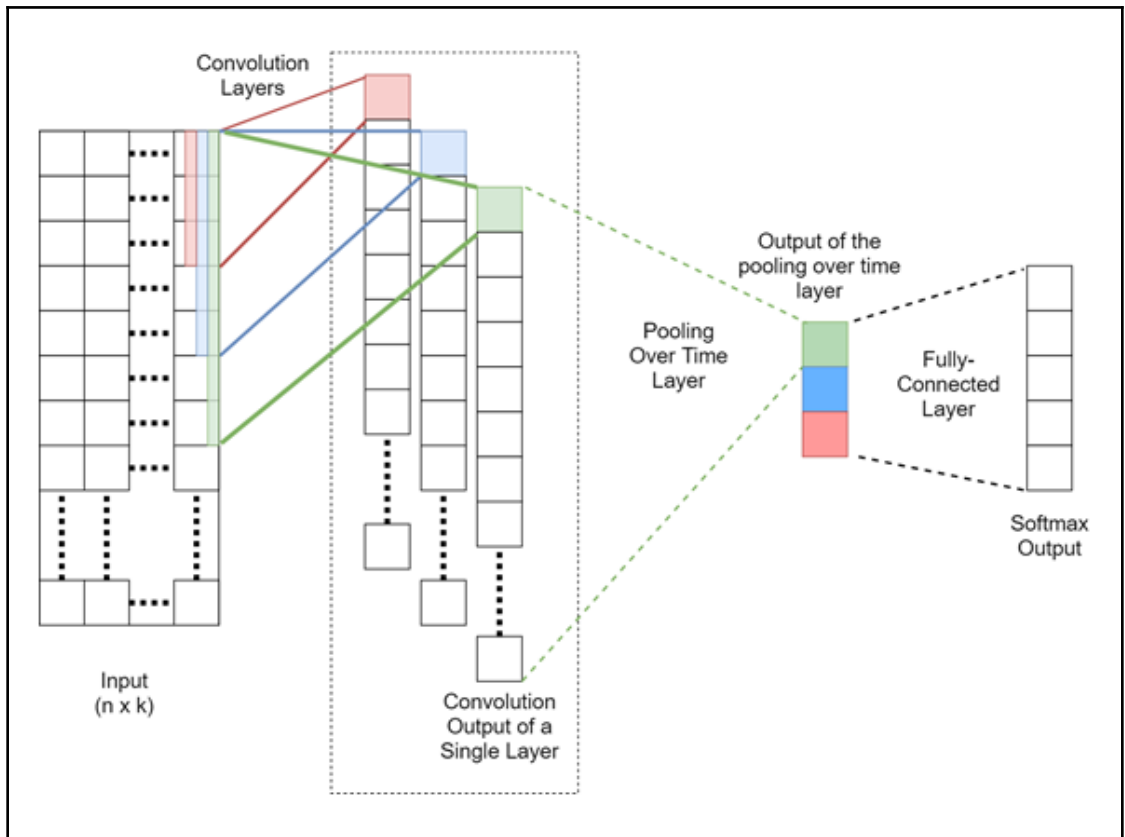 Convolution
Layers
Output of the
pooling over time
layer
Pooling
Over Time
Layer
Fully-
Connected
Layer
Softmax
Output
Input
(n x k)
Convolution
Output of a
Single Layer